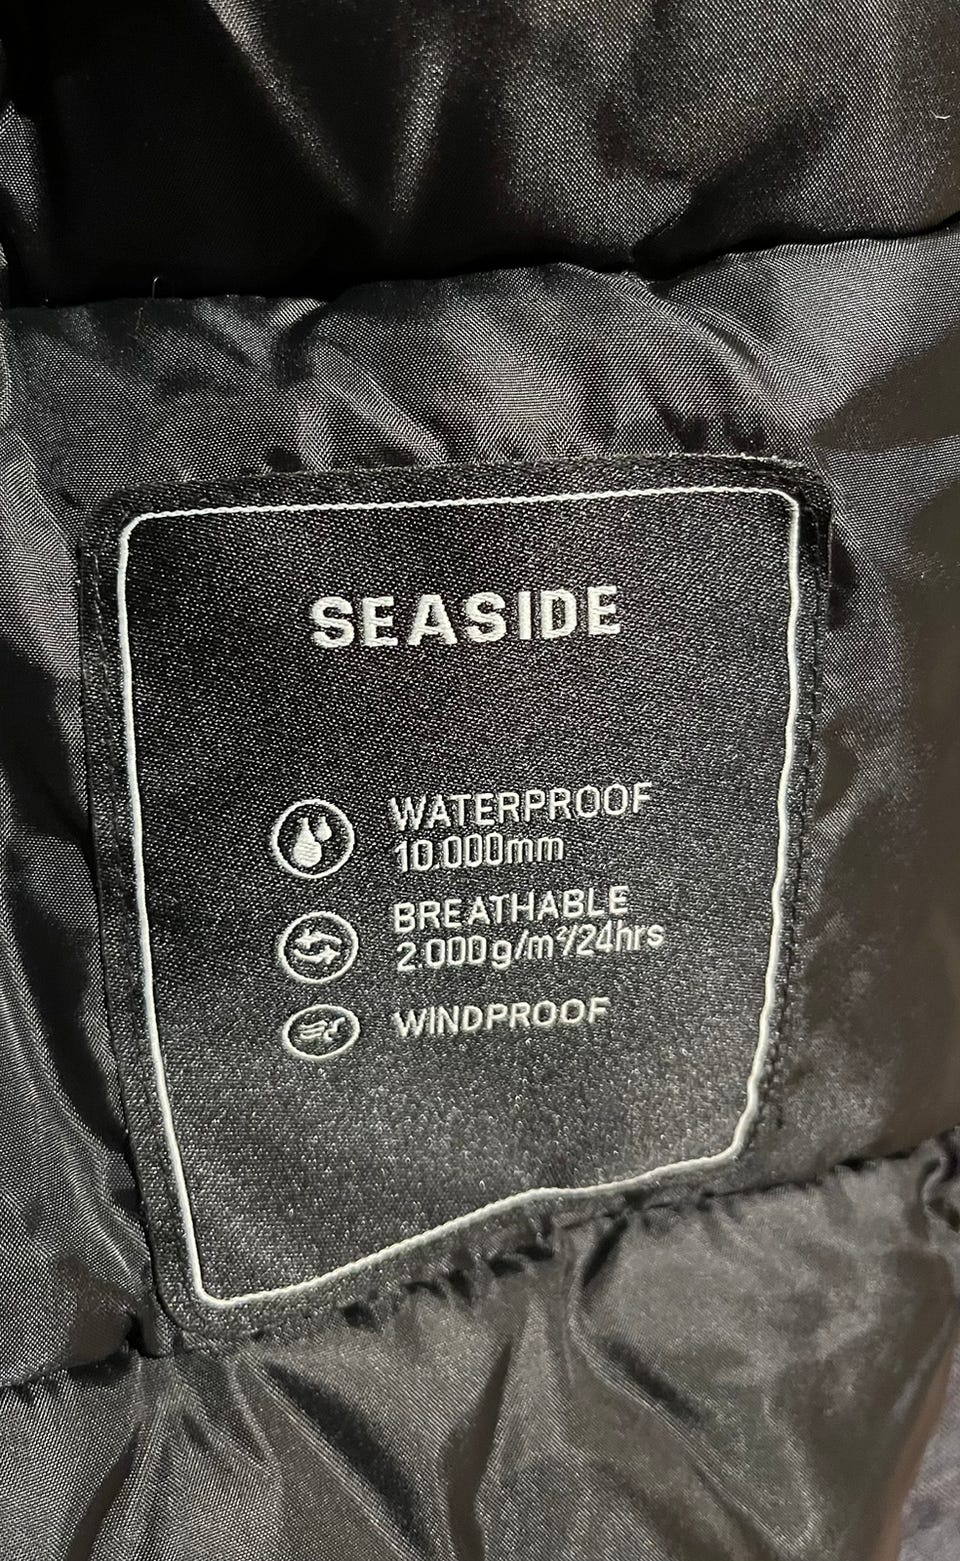 SEASIDE
WATERPROOF
10.000mm
BREATHABLE
2.000g/m²/24hrs
WINDPROOF